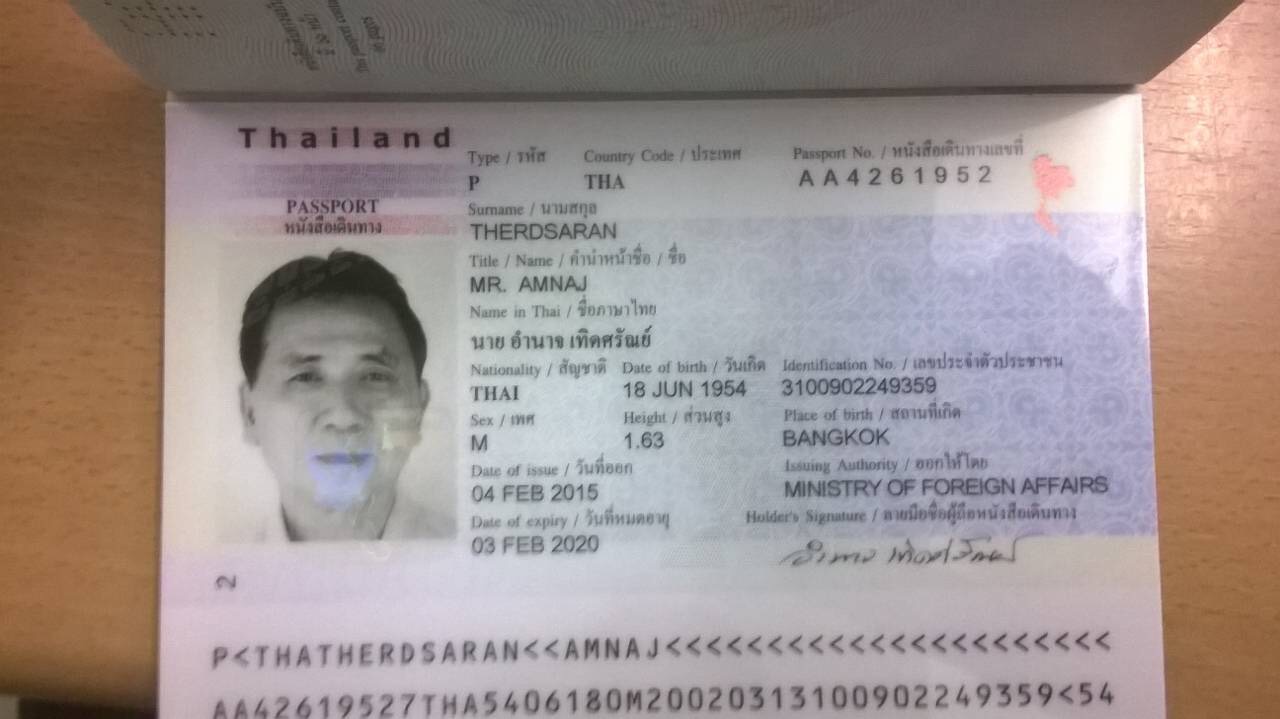 Thailand
PASSPORT
หนังสือเดินทาง
Type / รหัส Country Code / ประเทศ Passport No. / หนังสือเดินทางเลขที่
P THA AA4261952
Surname / นามสกุล
THERDSARAN
Title / Name / คำนำหน้าชื่อ / ชื่อ
MR. AMNAJ
Name in Thai / ชื่อภาษาไทย
นาย อำนาจ เทิดศรัณย์
Nationality / สัญชาติ Date of birth / วันเกิด Identification No. / เลขประจำตัวประชาชน
THAI 18 JUN 1954 3100902249359
Sex / เพศ Height / ส่วนสูง Place of birth / สถานที่เกิด
M 1.63 BANGKOK
Date of issue / วันที่ออก Issuing Authority / ออกให้โดย
04 FEB 2015 MINISTRY OF FOREIGN AFFAIRS
Date of expiry / วันที่หมดอายุ Holder's Signature / ลายมือชื่อผู้ถือหนังสือเดินทาง
03 FEB 2020 อำนาจ เทิดศรัณย์
2
P<THATHERDSARAN<<AMNAJ<<<<<<<<<<<<<<<<<<<<<<
AA42619527THA5406180M20020313100902249359<54